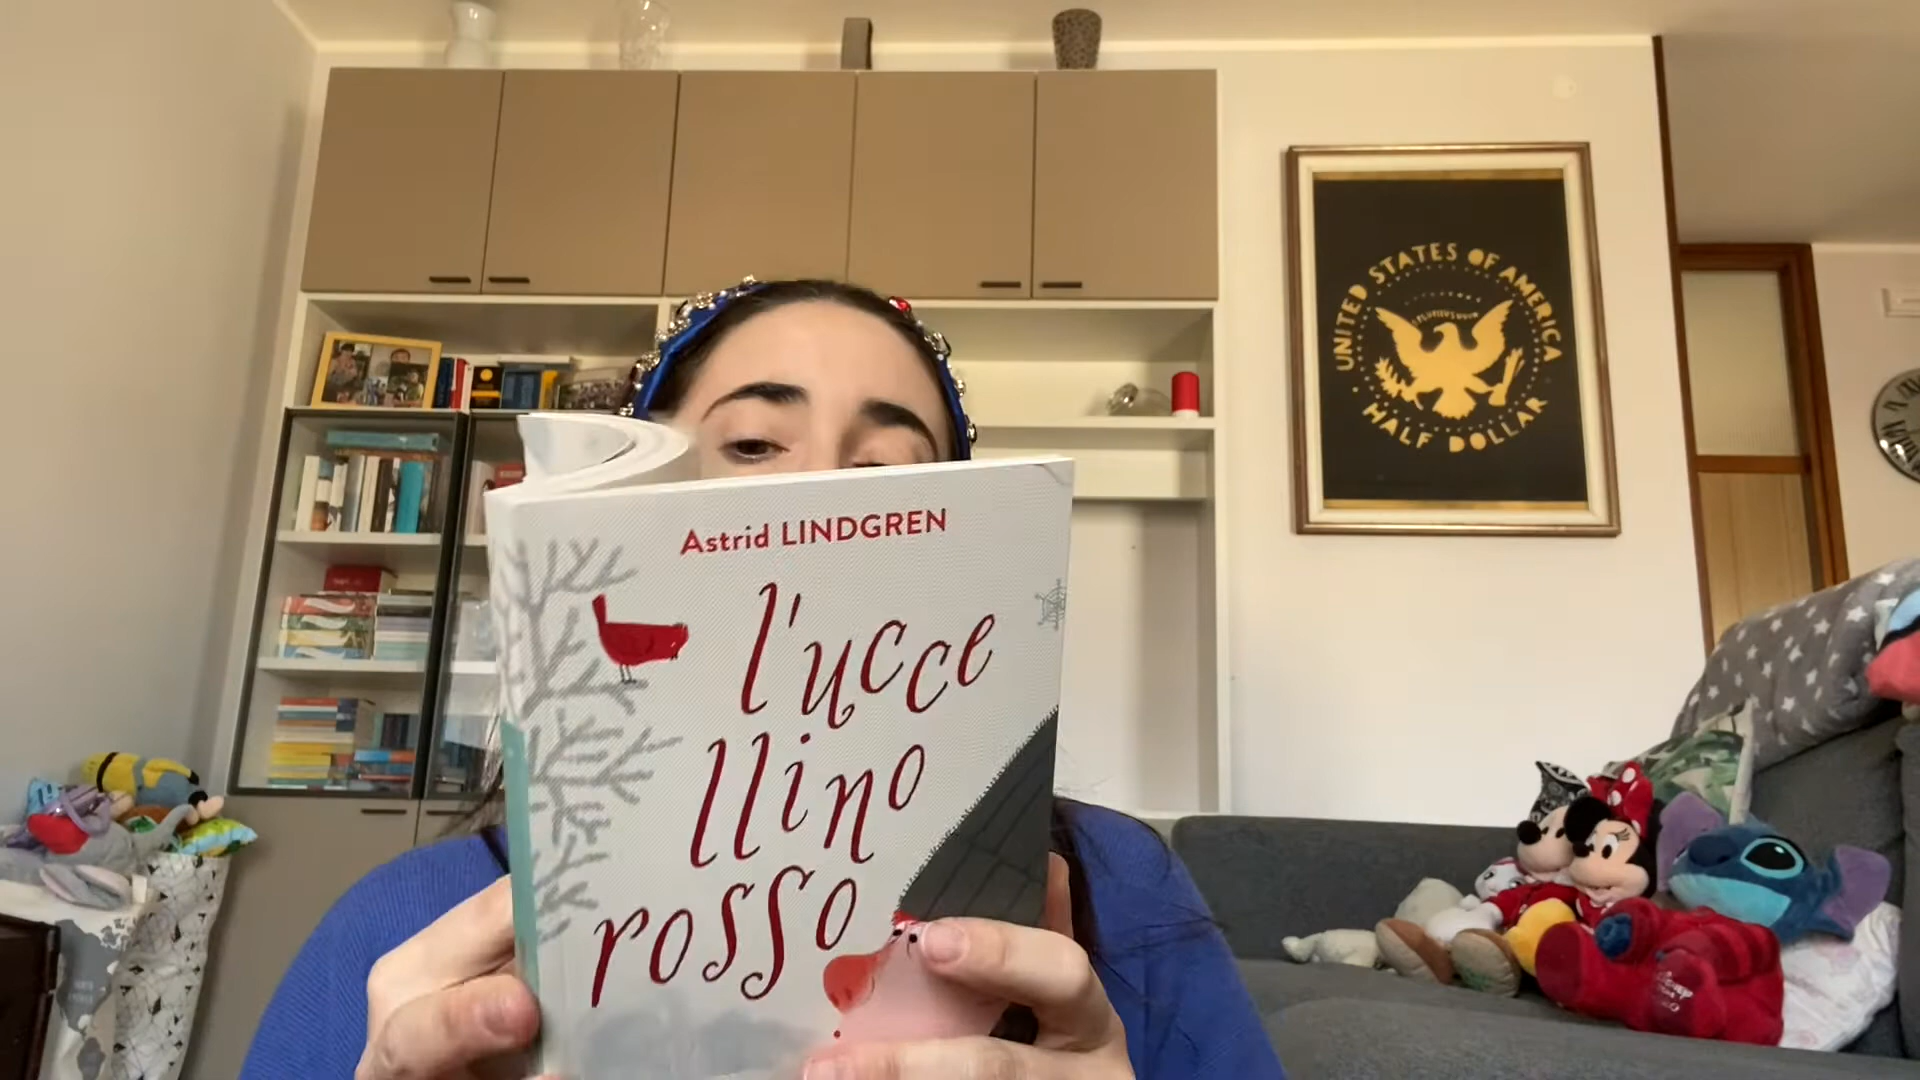 Astrid LINDGREN
l'ucce
llino
rosso
UNITED STATES OF AMERICA
HALF DOLLAR